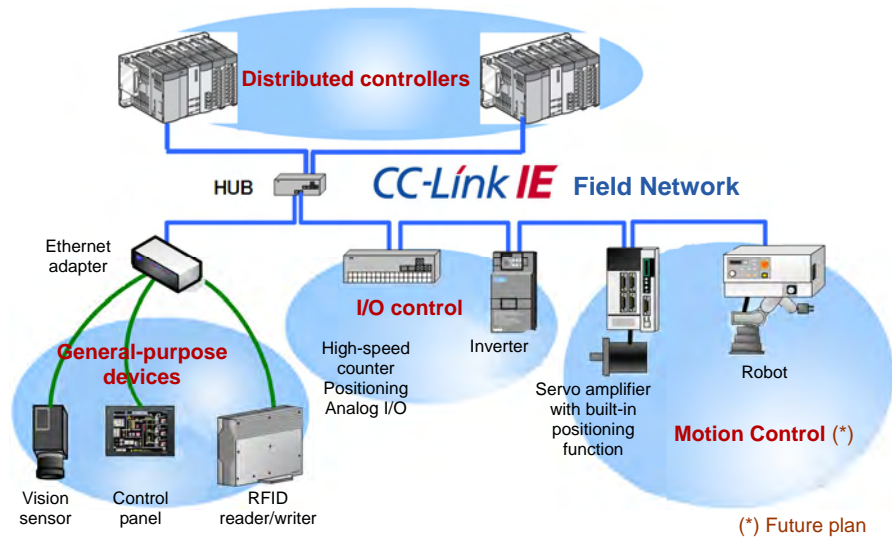 Distributed controllers
HUB
CC-Link IE Field Network
Ethernet
adapter
I/O control
General-purpose
devices
High-speed
counter
Positioning
Analog I/O
Inverter
Servo amplifier
with built-in
positioning
function
Robot
Motion Control (*)
Vision
sensor
Control
panel
RFID
reader/writer
(*) Future plan